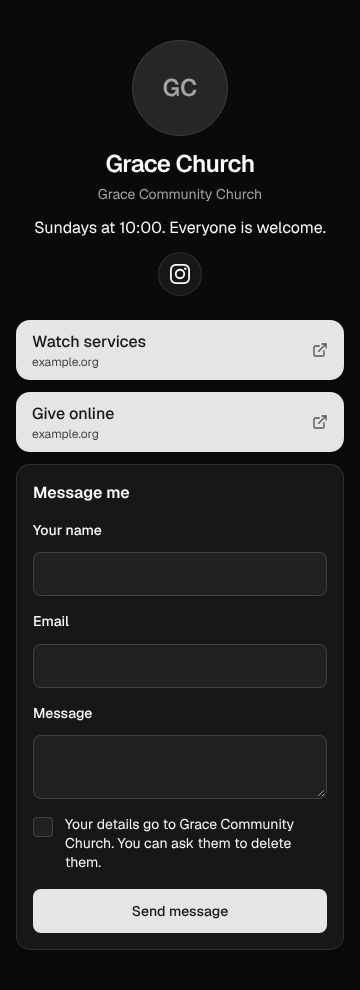 GC
Grace Church
Grace Community Church
Sundays at 10:00. Everyone is welcome.
Watch services
example.org
Give online
example.org
Message me
Your name
Email
Message
Your details go to Grace Community
Church. You can ask them to delete
them.
Send message